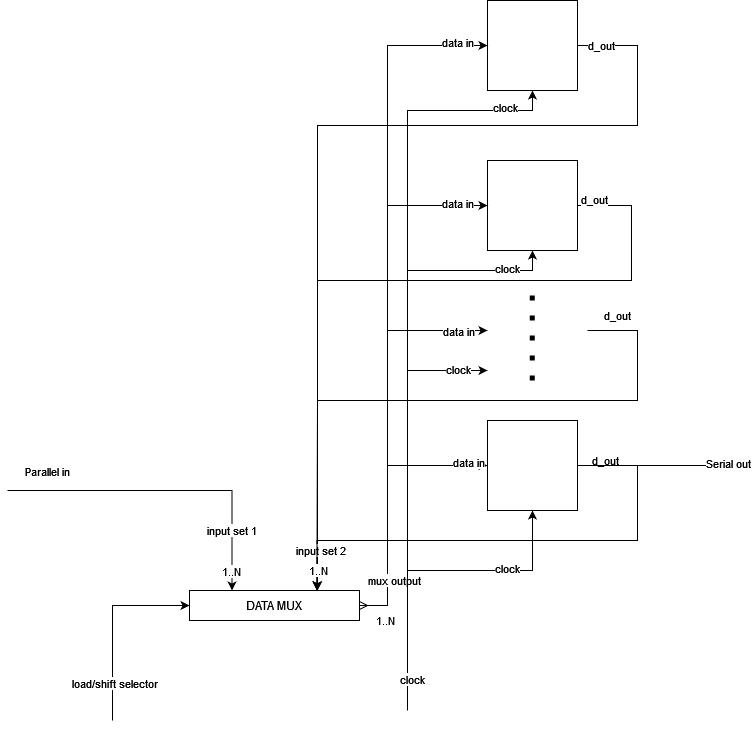 data in
d_out
clock
data in
d_out
clock
d_out
data in
clock
data in
d_out
Serial out
Parallel in
input set 1
input set 2
clock
1..N
1..N
mux output
DATA MUX
1..N
load/shift selector
clock